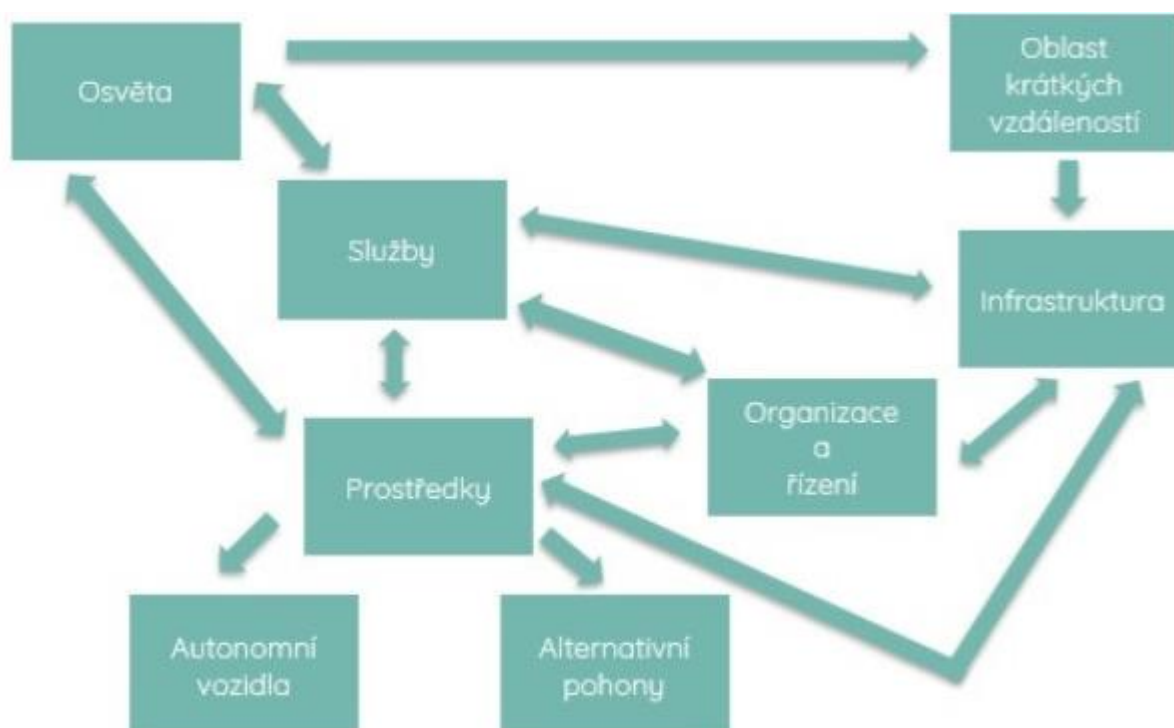 Osvěta
Oblast
krátkých
vzdáleností
Služby
Infrastruktura
Organizace
a
řízení
Prostředky
Autonomní
vozidla
Alternativní
pohony